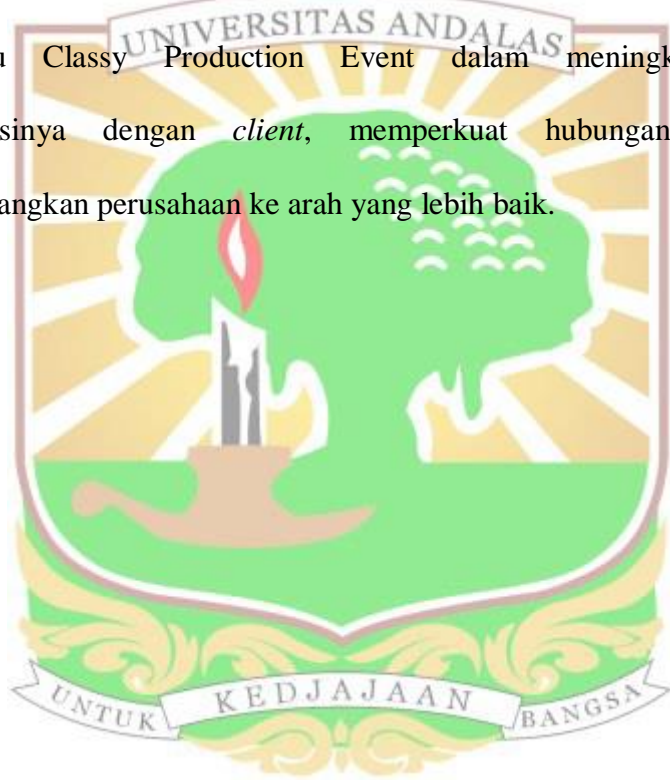 UNIVERSITAS ANDALAS
u Classy Production Event dalam meningk
sinya dengan client, memperkuat hubungan
angkan perusahaan ke arah yang lebih baik.
UNTUK KEDJAJAAN BANGSA